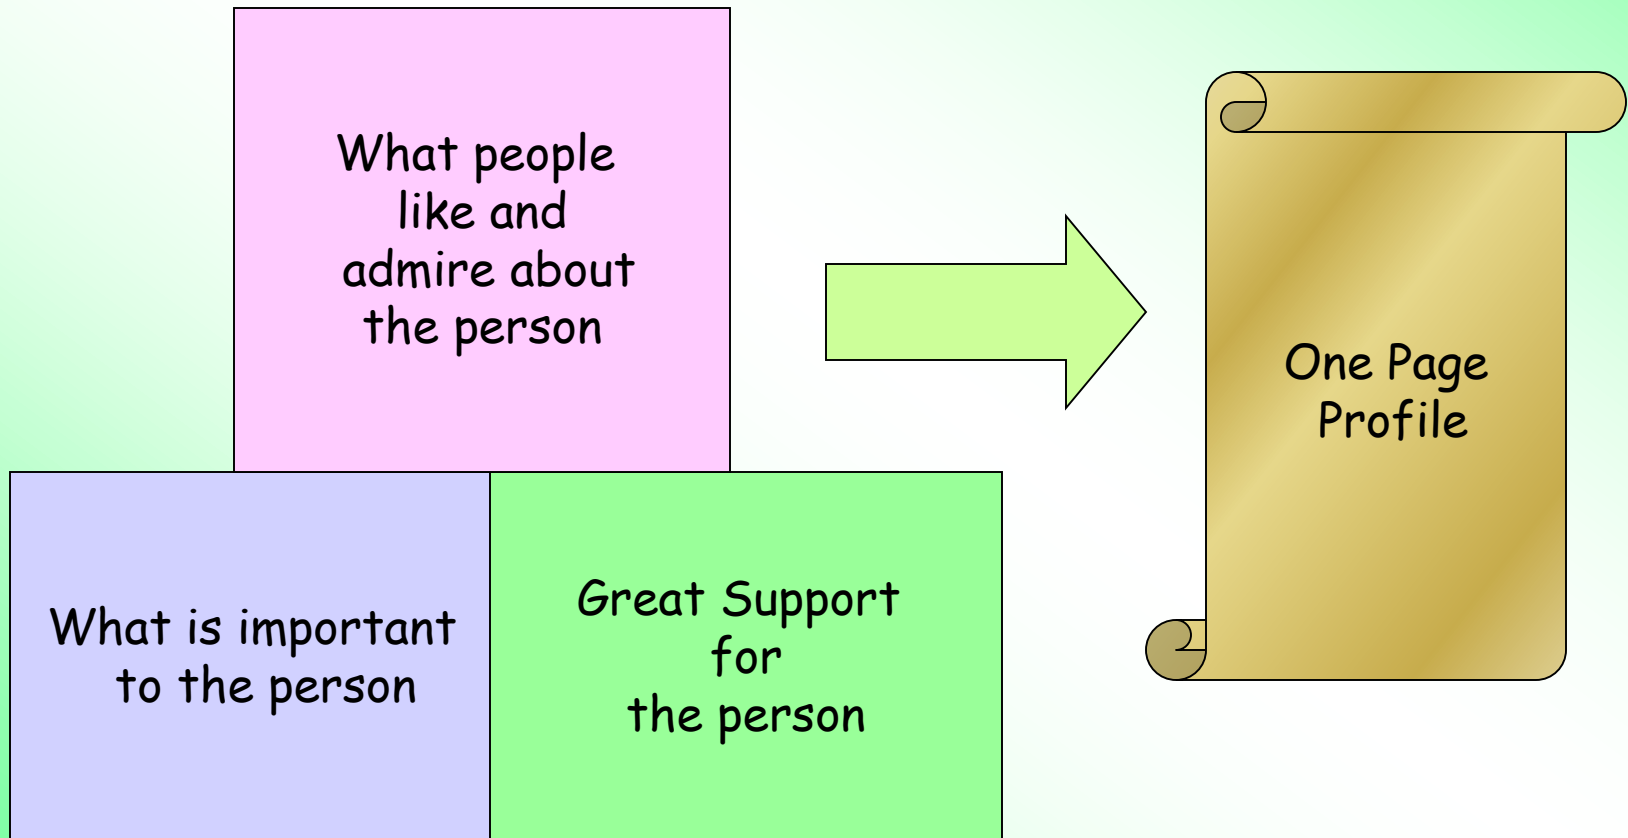 What people
like and
admire about
the person
What is important
to the person
Great Support
for
the person
One Page
Profile